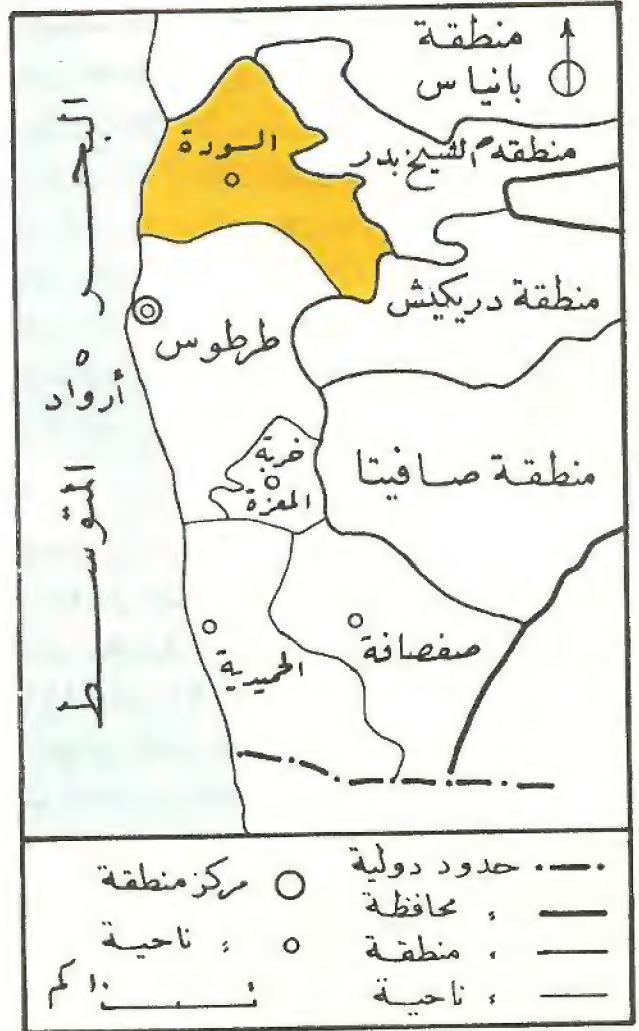 منطقة
بانياس
السودة
منطقة الشيخ بدر
البحر
منطقة دريكيش
طرطوس
أرواد
خربة
المعزة
منطقة صافيتا
المتوسط
صفصافة
الحميدية
حدود دولية
مركز منطقة
، محافظة
، ناحية
، منطقة
، ناحية
كم